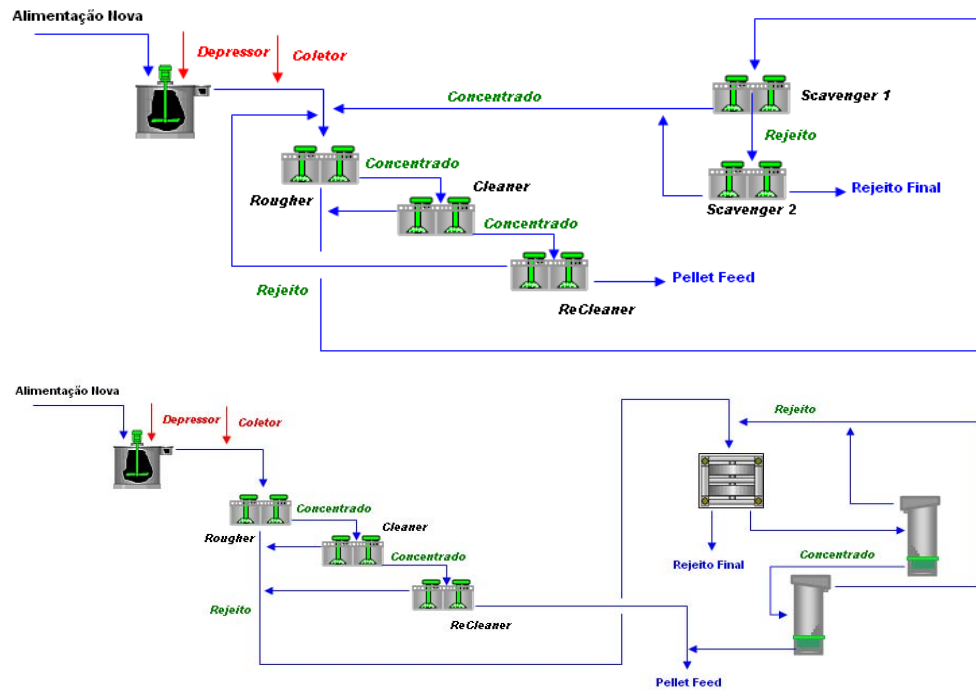 Alimentação Nova
Depressor
Coletor
Concentrado
Scavenger 1
Rejeito
Concentrado
Cleaner
Rougher
Rejeito Final
Scavenger 2
Concentrado
Rejeito
Pellet Feed
ReCleaner
Alimentação Nova
Depressor
Coletor
Rejeito
Concentrado
Cleaner
Rougher
Concentrado
Rejeito Final
Concentrado
Rejeito
ReCleaner
Pellet Feed